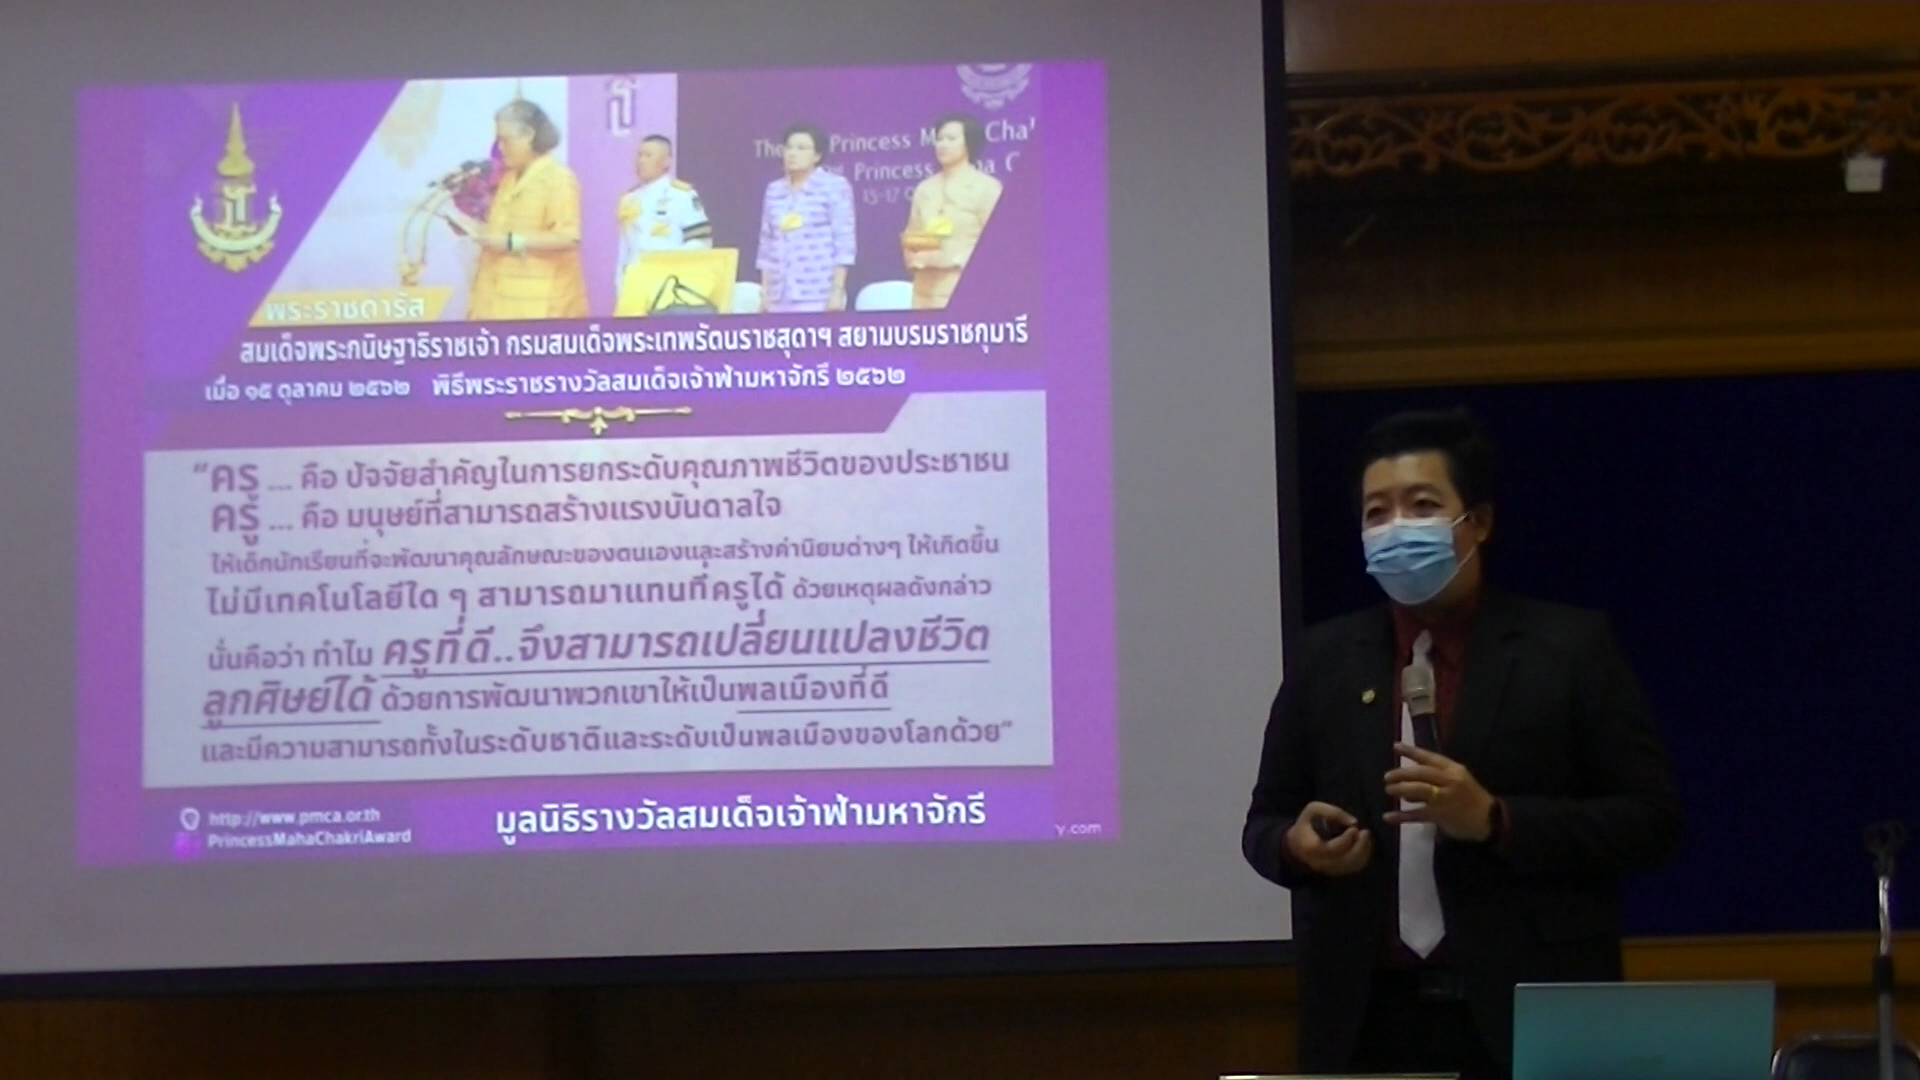 The Princess M Cha
Princess Ma C
15-17 O
พระราชดำรัส
สมเด็จพระกนิษฐาธิราชเจ้า กรมสมเด็จพระเทพรัตนราชสุดาฯ สยามบรมราชกุมารี
เมื่อ ๑๕ ตุลาคม ๒๕๖๒ พิธีพระราชรางวัลสมเด็จเจ้าฟ้ามหาจักรี ๒๕๖๒
“ครู ... คือ ปัจจัยสำคัญในการยกระดับคุณภาพชีวิตของประชาชน
ครู ... คือ มนุษย์ที่สามารถสร้างแรงบันดาลใจ
ให้เด็กนักเรียนที่จะพัฒนาคุณลักษณะของตนเองและสร้างค่านิยมต่างๆ ให้เกิดขึ้น
ไม่มีเทคโนโลยีใด ๆ สามารถมาแทนที่ครูได้ ด้วยเหตุผลดังกล่าว
นั่นคือว่า ทำไม ครูที่ดี..จึงสามารถเปลี่ยนแปลงชีวิต
ลูกศิษย์ได้ ด้วยการพัฒนาพวกเขาให้เป็นพลเมืองที่ดี
และมีความสามารถทั้งในระดับชาติและระดับเป็นพลเมืองของโลกด้วย”
http://www.pmca.or.th
PrincessMahaChakriAward
มูลนิธิรางวัลสมเด็จเจ้าฟ้ามหาจักรี
y.com